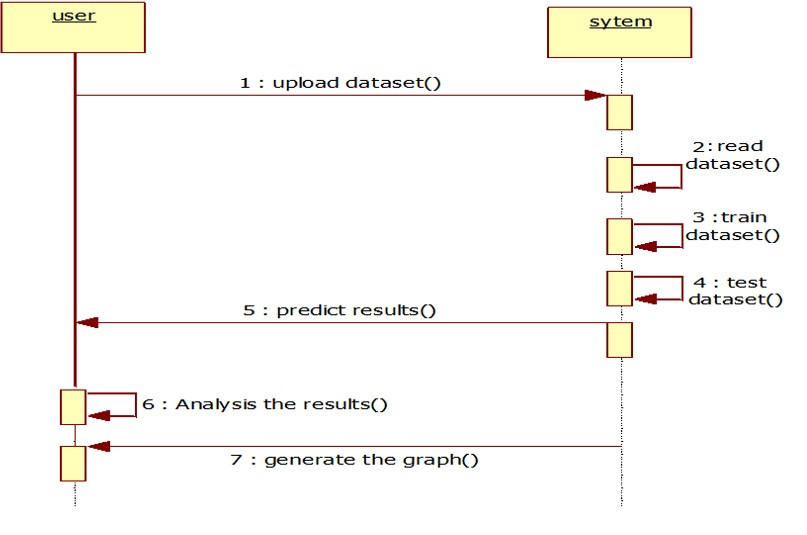 user
sytem
1 : upload dataset()
2:read
dataset()
3 :train
dataset()
4 : test
dataset()
5 : predict results()
6 : Analysis the results()
7 : generate the graph()